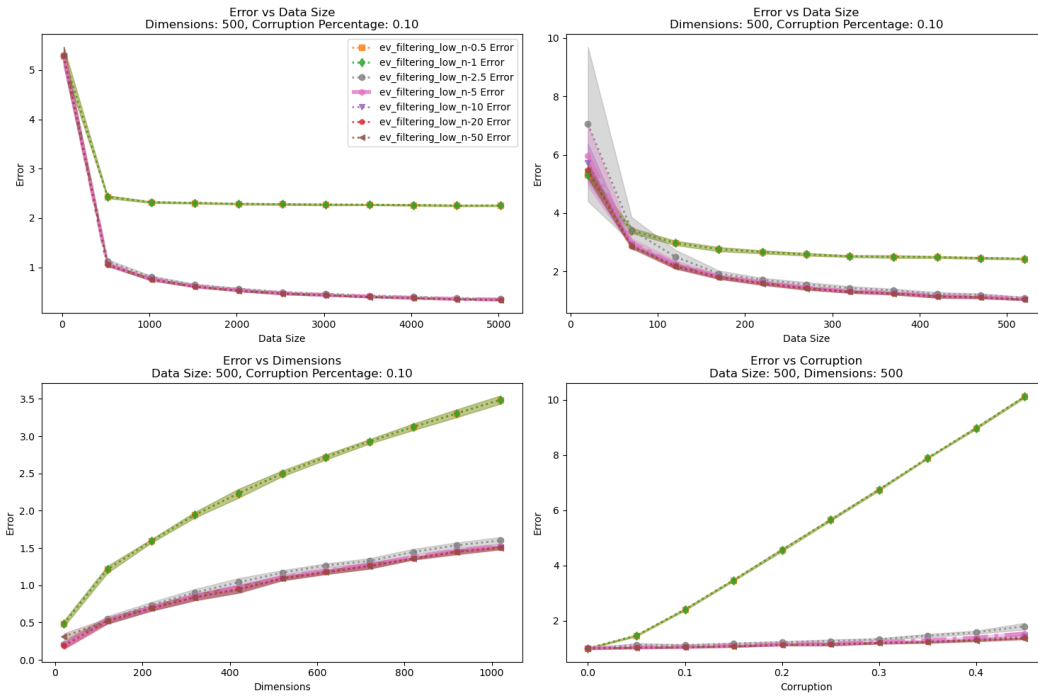 Error vs Data Size
Dimensions: 500, Corruption Percentage: 0.10
Error
5
4
3
2
1
ev_filtering_low_n-0.5 Error
ev_filtering_low_n-1 Error
ev_filtering_low_n-2.5 Error
ev_filtering_low_n-5 Error
ev_filtering_low_n-10 Error
ev_filtering_low_n-20 Error
ev_filtering_low_n-50 Error
0 1000 2000 3000 4000 5000
Data Size
Error vs Data Size
Dimensions: 500, Corruption Percentage: 0.10
Error
10
8
6
4
2
0 100 200 300 400 500
Data Size
Error vs Dimensions
Data Size: 500, Corruption Percentage: 0.10
Error
3.5
3.0
2.5
2.0
1.5
1.0
0.5
0.0
0 200 400 600 800 1000
Dimensions
Error vs Corruption
Data Size: 500, Dimensions: 500
Error
10
8
6
4
2
0.0 0.1 0.2 0.3 0.4
Corruption